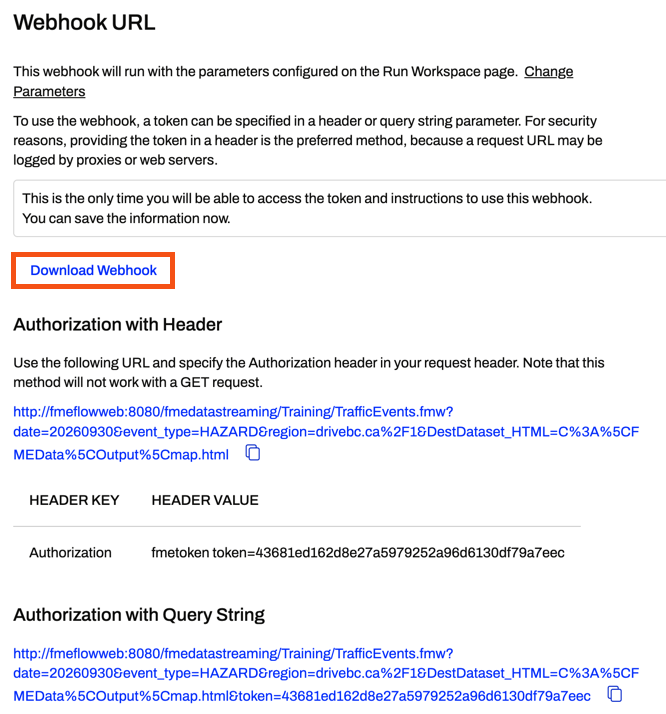 Webhook URL
This webhook will run with the parameters configured on the Run Workspace page. Change
Parameters
To use the webhook, a token can be specified in a header or query string parameter. For security
reasons, providing the token in a header is the preferred method, because a request URL may be
logged by proxies or web servers.
This is the only time you will be able to access the token and instructions to use this webhook.
You can save the information now.
Download Webhook
Authorization with Header
Use the following URL and specify the Authorization header in your request header. Note that this
method will not work with a GET request.
http://fmeflowweb:8080/fmedatastreaming/Training/TrafficEvents.fmw?
date=20260930&event_type=HAZARD&region=drivebc.ca%2F1&DestDataset_HTML=C%3A%5CF
MEData%5COutput%5Cmap.html
HEADER KEY HEADER VALUE
Authorization fmetoken token=43681ed162d8e27a5979252a96d6130df79a7eec
Authorization with Query String
http://fmeflowweb:8080/fmedatastreaming/Training/TrafficEvents.fmw?
date=20260930&event_type=HAZARD&region=drivebc.ca%2F1&DestDataset_HTML=C%3A%5CF
MEData%5COutput%5Cmap.html&token=43681ed162d8e27a5979252a96d6130df79a7eec